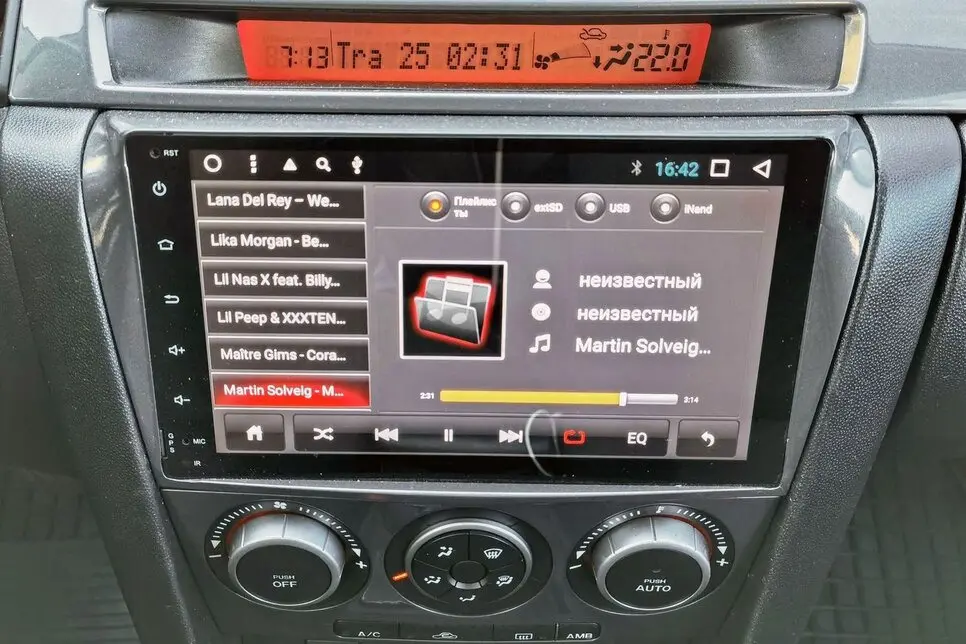 7:13 Tra 25 02:31 22.0
RST
16:42
Lana Del Rey – We...
Плейлис
ты
extSD
USB
iNand
Lika Morgan - Be...
Lil Nas X feat. Billy...
неизвестный
Lil Peep & XXXTEN...
неизвестный
Maître Gims - Cora...
Martin Solveig...
Martin Solveig - M...
2:31
3:14
EQ
GPS
MIC
IR
PUSH
OFF
PUSH
AUTO
A/C
AMB